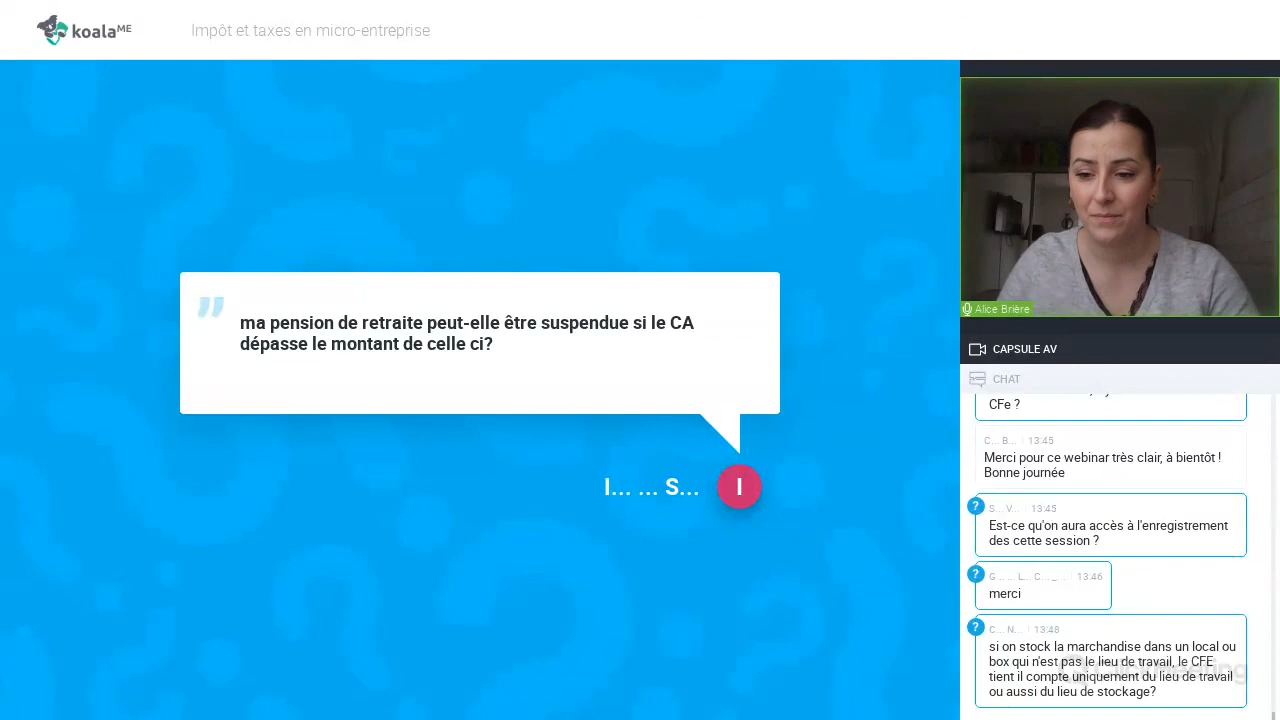 koala ME
Impôt et taxes en micro-entreprise
ma pension de retraite peut-elle être suspendue si le CA
dépasse le montant de celle ci?
I... ... S...
I
Alice Brière
CAPSULE AV
CHAT
CFe ?
C... B... 13:45
Merci pour ce webinar très clair, à bientôt !
Bonne journée
?
S... V... 13:45
Est-ce qu'on aura accès à l'enregistrement
des cette session ?
?
G... ... L... C... _... 13:46
merci
?
C... N... 13:48
si on stock la marchandise dans un local ou
box qui n'est pas le lieu de travail, le CFE
tient il compte uniquement du lieu de travail
ou aussi du lieu de stockage?